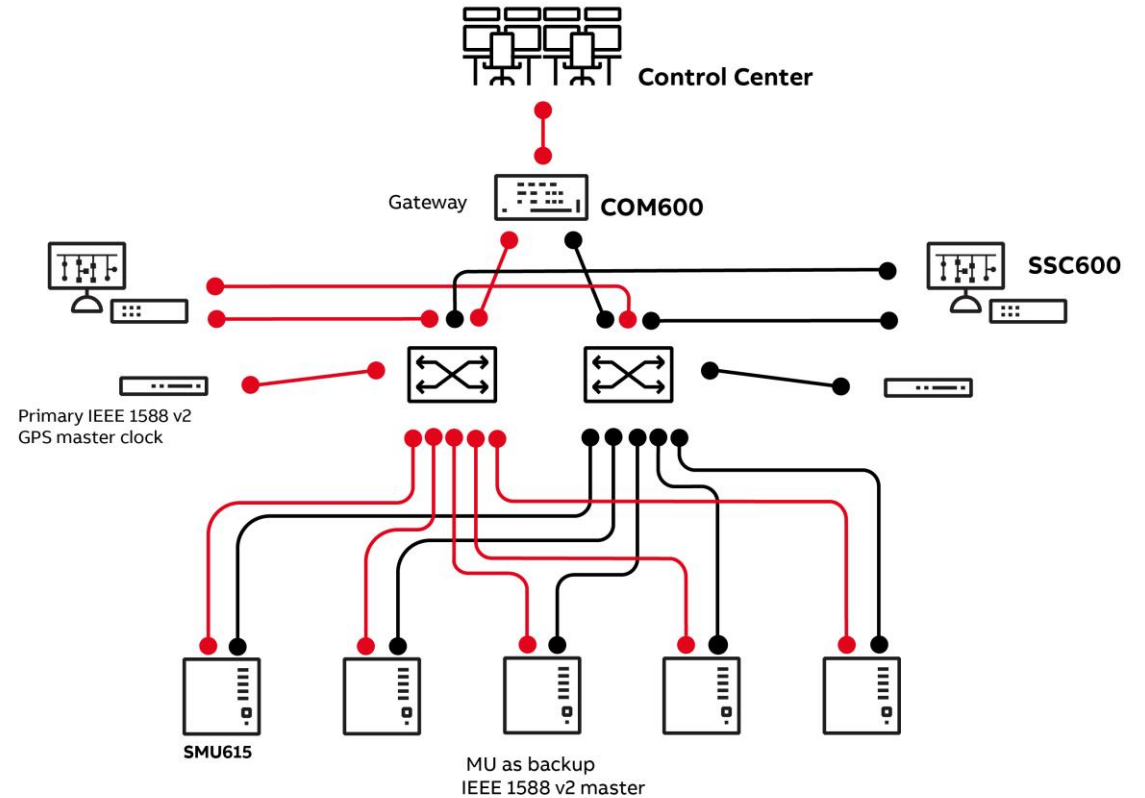 Control Center
Gateway
COM600
SSC600
Primary IEEE 1588 v2
GPS master clock
SMU615
MU as backup
IEEE 1588 v2 master